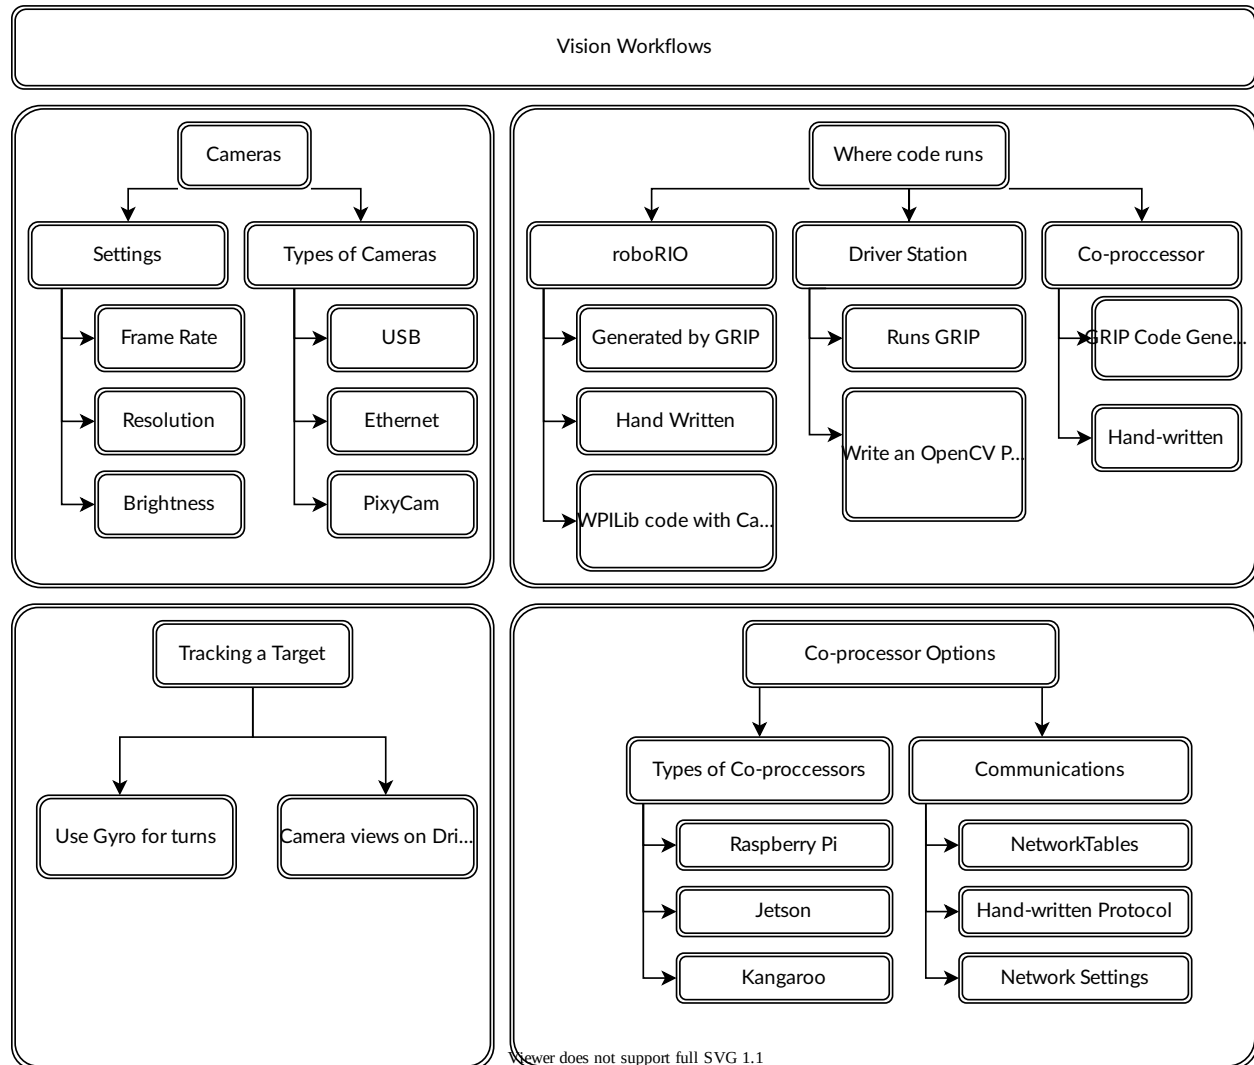 Vision Workflows
Cameras
Settings
Types of Cameras
Frame Rate
USB
Resolution
Ethernet
Brightness
PixyCam
Where code runs
roboRIO
Driver Station
Co-proccessor
Generated by GRIP
Runs GRIP
GRIP Code Gene...
Hand Written
Write an OpenCV P...
Hand-written
WPILib code with Ca...
Tracking a Target
Use Gyro for turns
Camera views on Dri...
Co-processor Options
Types of Co-proccessors
Communications
Raspberry Pi
NetworkTables
Jetson
Hand-written Protocol
Kangaroo
Network Settings
Viewer does not support full SVG 1.1